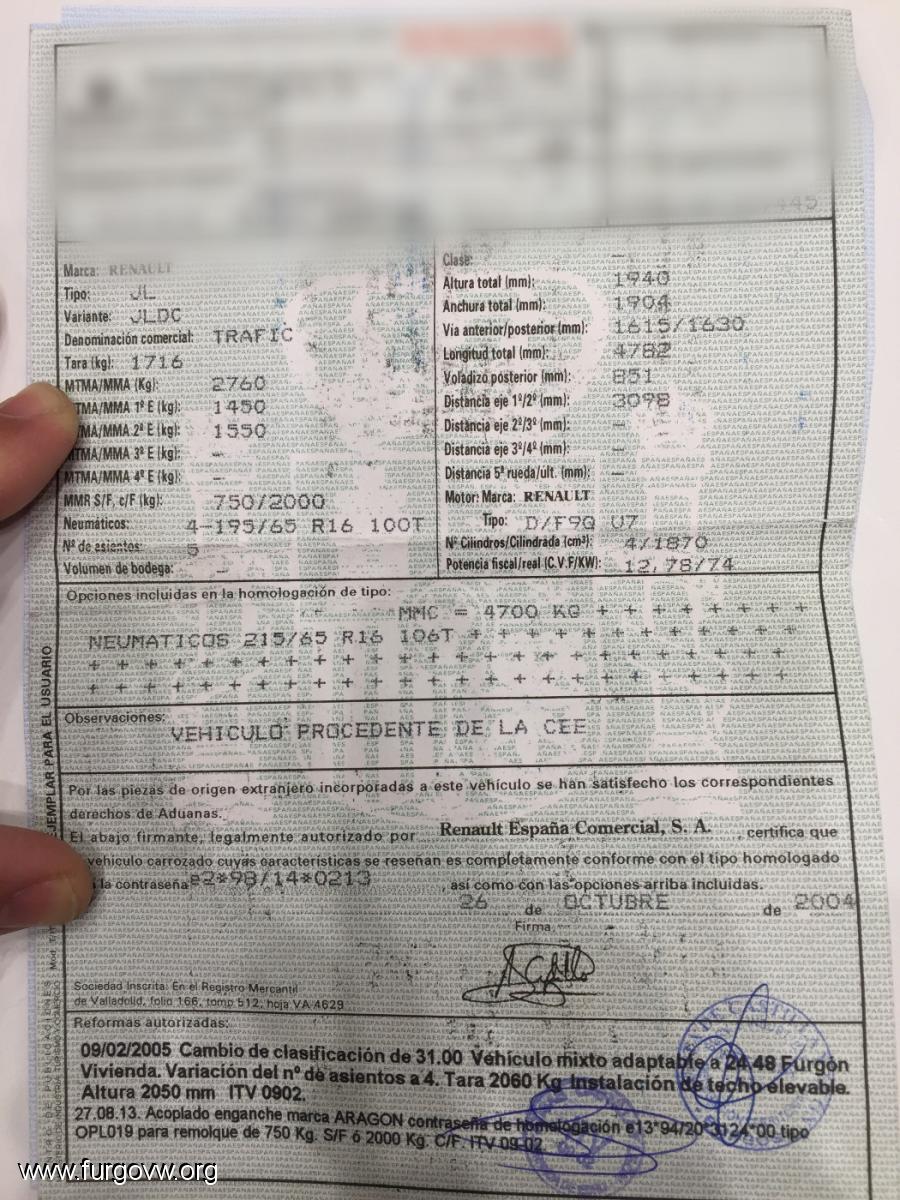 445
Marca: RENAULT
Tipo: JL
Variante: JLDC
Denominación comercial: TRAFIC
Tara (kg): 1716
MTMA/MMA (Kg): 2760
TMA/MMA 1º E (kg): 1450
TMA/MMA 2º E (kg): 1550
TMA/MMA 3º E (kg): -
MTMA/MMA 4º E (kg): -
MMR S/F, c/F (kg): 750/2000
Neumáticos: 4-195/65 R16 100T
Nº de asientos: 5
Volumen de bodega: -
Clase: -
Altura total (mm): 1940
Anchura total (mm): 1904
Vía anterior/posterior (mm): 1615/1630
Longitud total (mm): 4782
Voladizo posterior (mm): 851
Distancia eje 1º/2º (mm): 3098
Distancia eje 2º/3º (mm): -
Distancia eje 3º/4º (mm): -
Distancia 5ª rueda/ult. (mm): -
Motor: Marca: RENAULT
Tipo: D/F9Q U7
Nº Cilindros/Cilindrada (cm³): 4/1870
Potencia fiscal/real (C.V.F/KW): 12,78/74
Opciones incluidas en la homologación de tipo:
MMC = 4700 KG + + + + + + + +
NEUMATICOS 215/65 R16 106T + + + + + + + + + + + +
+ + + + + + + + + + + + + + + + + + + + + + + + +
+ + + + + + + + + + + + + + + + + + + + + + + + +
Observaciones:
VEHICULO PROCEDENTE DE LA CEE
Por las piezas de origen extranjero incorporadas a este vehículo se han satisfecho los correspondientes
derechos de Aduanas.
El abajo firmante, legalmente autorizado por Renault España Comercial, S. A. , certifica que
vehículo carrozado cuyas características se reseñan es completamente conforme con el tipo homologado
la contraseña e2*98/14*0213 , así como con las opciones arriba incluidas.
26 de OCTUBRE de 2004
Firma
Sociedad Inscrita: En el Registro Mercantil
de Valladolid, folio 166, tomo 512, hoja VA 4629
EJEMPLAR PARA EL USUARIO
Reformas autorizadas:
09/02/2005 Cambio de clasificación de 31.00 Vehículo mixto adaptable a 24.48 Furgón
Vivienda. Variación del nº de asientos a 4. Tara 2060 Kg Instalación de techo elevable.
Altura 2050 mm ITV 0902.
27.08.13. Acoplado enganche marca ARAGON contraseña de homologación e13*94/20*3124*00 tipo
OPL019 para remolque de 750 Kg. S/F ó 2000 Kg. C/F. ITV 09 02
www.furgovw.org